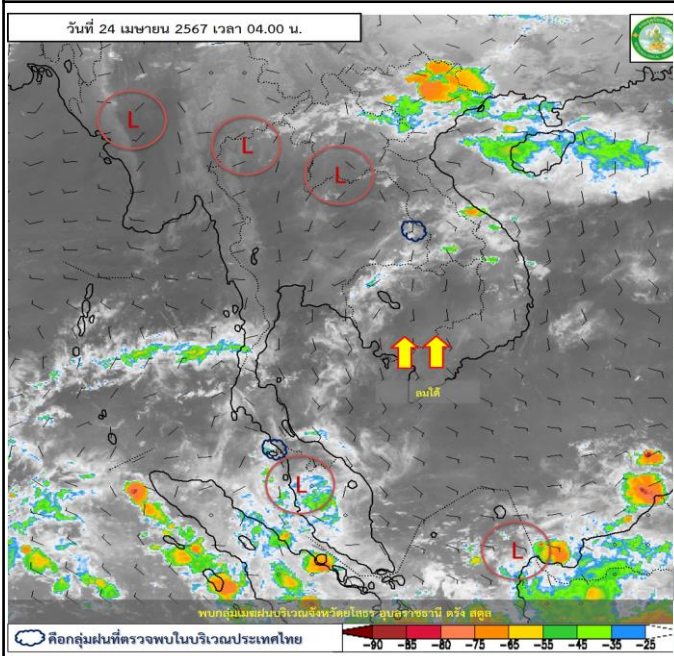 วันที่ 24 เมษายน 2567 เวลา 04.00 น.
L
L
L
ลมใต้
L
L
พบกลุ่มเมฆฝนบริเวณจังหวัดยโสธร อุบลราชธานี ตรัง สตูล
คือกลุ่มฝนที่ตรวจพบในบริเวณประเทศไทย
-90 -85 -80 -75 -65 -55 -45 -35 -25